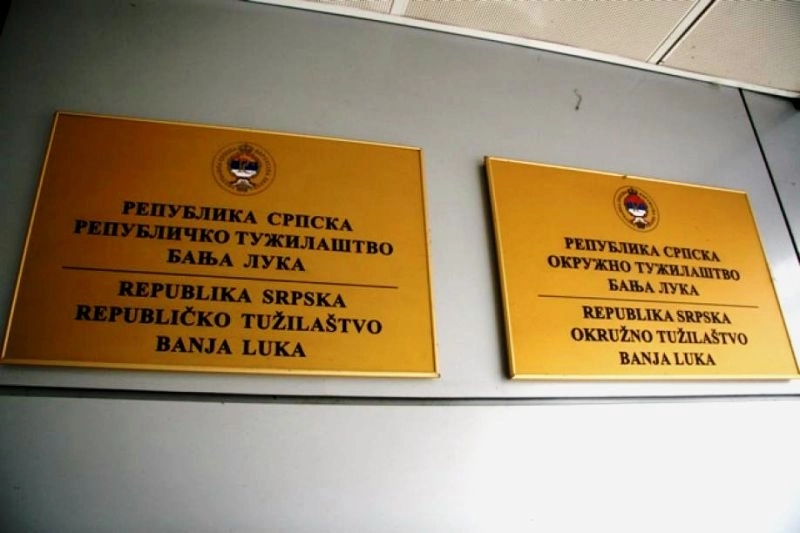 РЕПУБЛИКА СРПСКА
РЕПУБЛИЧКО ТУЖИЛАШТВО
БАЊА ЛУКА
REPUBLIKA SRPSKA
REPUBLIČKO TUŽILAŠTVO
BANJA LUKA
РЕПУБЛИКА СРПСКА
ОКРУЖНО ТУЖИЛАШТВО
БАЊА ЛУКА
REPUBLIKA SRPSKA
OKRUŽNO TUŽILAŠTVO
BANJA LUKA